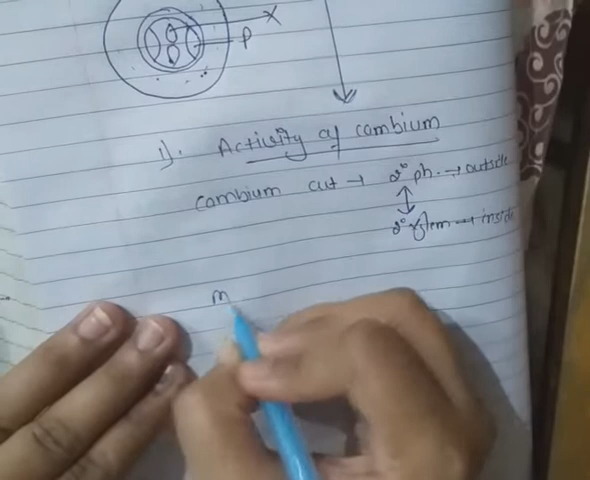 X
P
1). Activity of cambium
Cambium cut → 2° ph. → outside
2° xylem → inside
m